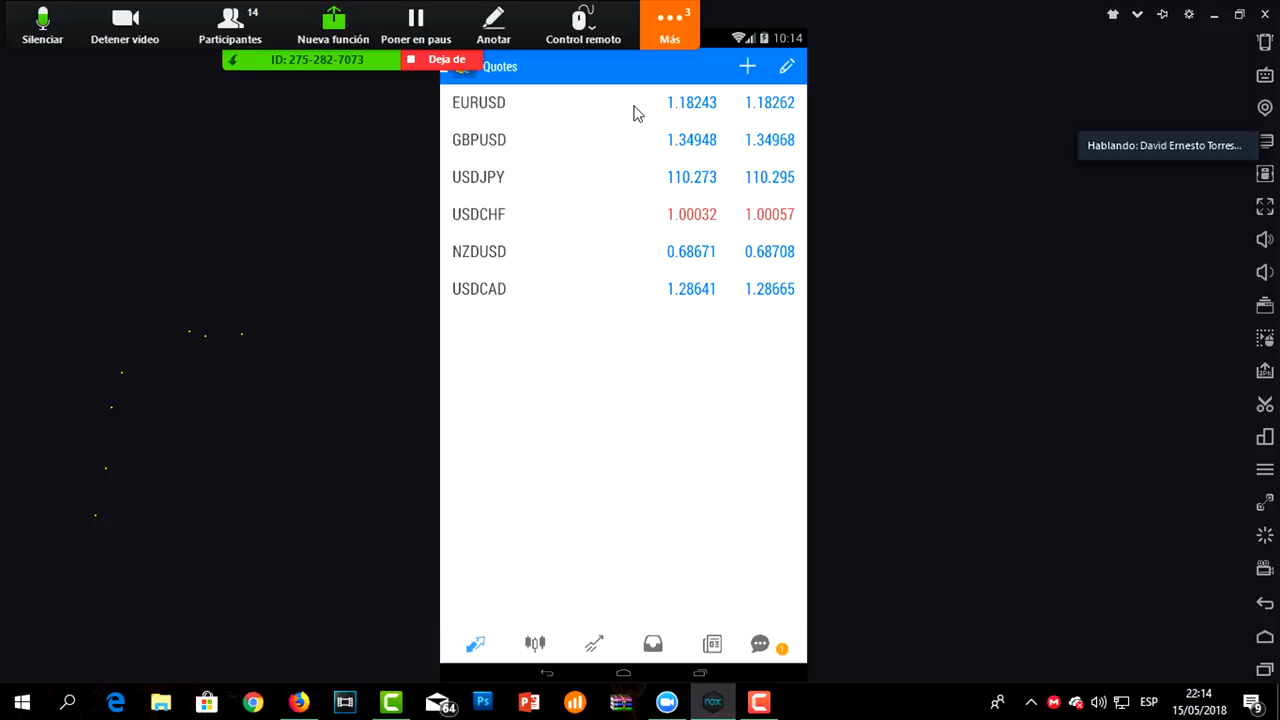 14
3
Silenciar
Detener video
Participantes
Nueva función
Poner en paus
Anotar
Control remoto
Más
10:14
ID: 275-282-7073
Deja de
Quotes
EURUSD 1.18243 1.18262
GBPUSD 1.34948 1.34968
Hablando: David Ernesto Torres...
USDJPY 110.273 110.295
USDCHF 1.00032 1.00057
NZDUSD 0.68671 0.68708
USDCAD 1.28641 1.28665
1
64
nox
ESP
22:14
15/05/2018
9